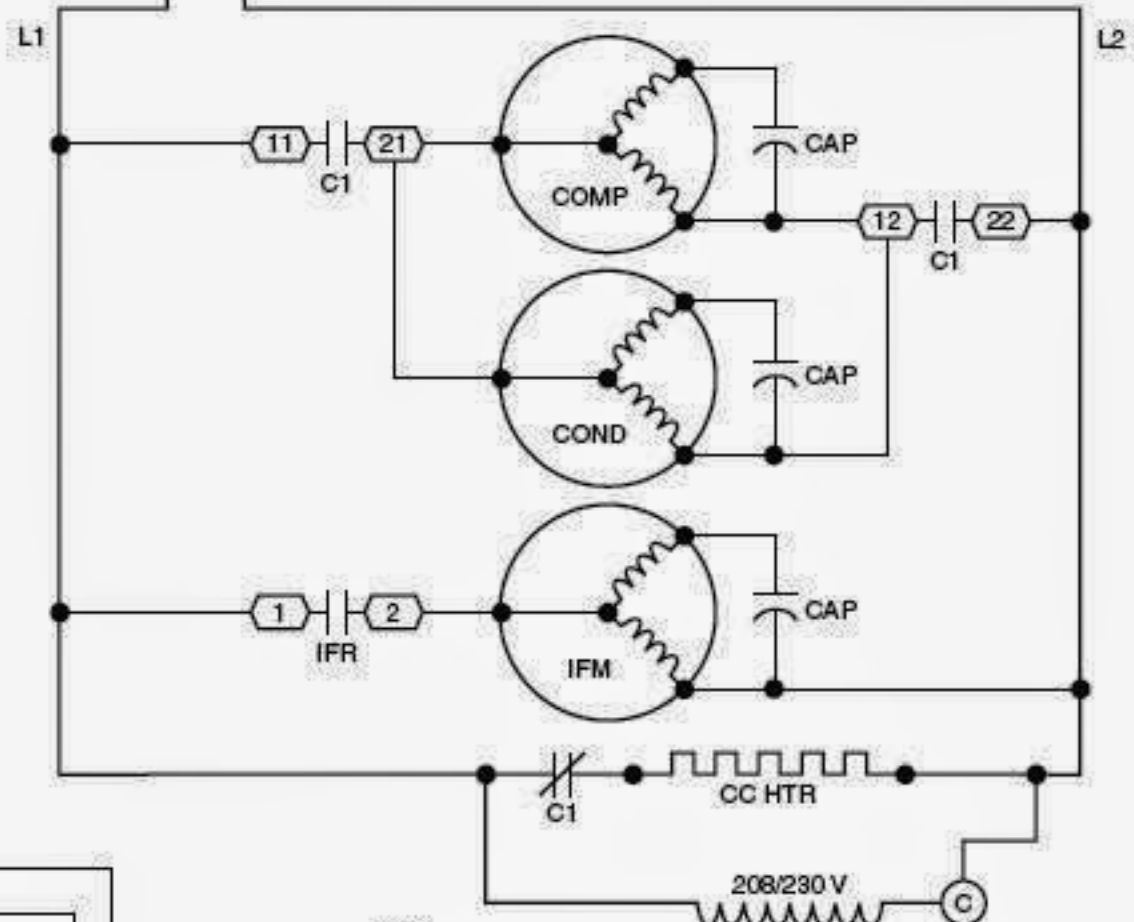 L1
L2
11
21
C1
CAP
COMP
12
22
C1
CAP
COND
1
2
IFR
CAP
IFM
C1
CC HTR
208/230 V
C